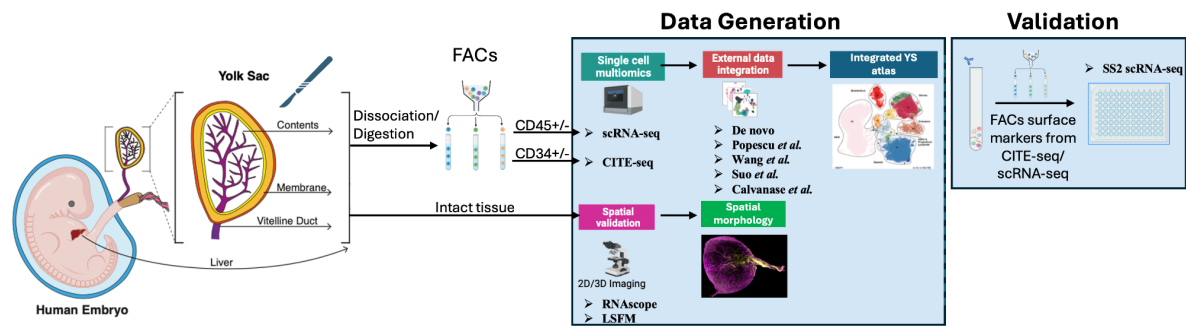 Data Generation
Validation
FACs
Yolk Sac
Contents
Membrane
Vitelline Duct
Liver
Human Embryo
Dissociation/
Digestion
CD45+/-
CD34+/-
Intact tissue
Single cell
multiomics
➢ scRNA-seq
➢ CITE-seq
External data
integration
➢ De novo
➢ Popescu et al.
➢ Wang et al.
➢ Suo et al.
➢ Calvanase et al.
Integrated YS
atlas
Spatial
validation
2D/3D Imaging
➢ RNAscope
➢ LSFM
Spatial
morphology
FACs surface
markers from
CITE-seq/
scRNA-seq
➢ SS2 scRNA-seq